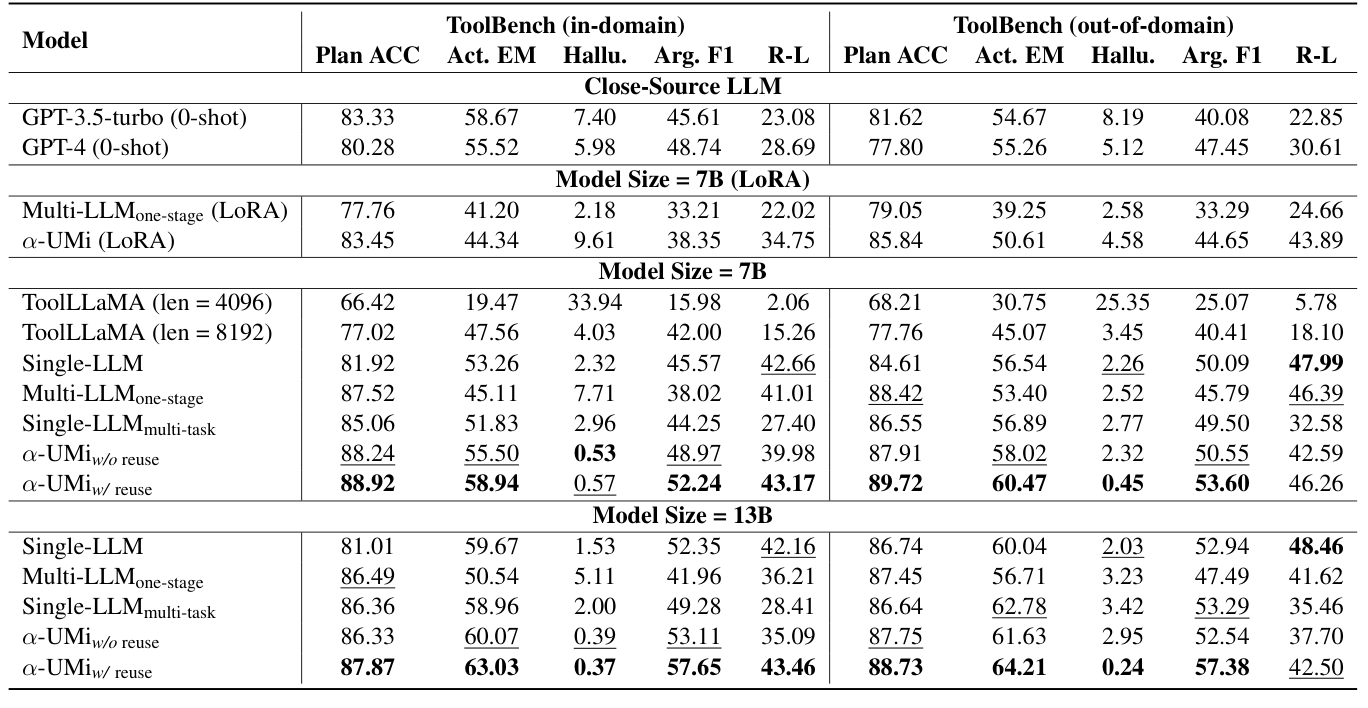 Model ToolBench (in-domain) ToolBench (out-of-domain)
Plan ACC Act. EM Hallu. Arg. F1 R-L Plan ACC Act. EM Hallu. Arg. F1 R-L
Close-Source LLM
GPT-3.5-turbo (0-shot) 83.33 58.67 7.40 45.61 23.08 81.62 54.67 8.19 40.08 22.85
GPT-4 (0-shot) 80.28 55.52 5.98 48.74 28.69 77.80 55.26 5.12 47.45 30.61
Model Size = 7B (LoRA)
Multi-LLMone-stage (LoRA) 77.76 41.20 2.18 33.21 22.02 79.05 39.25 2.58 33.29 24.66
α-UMi (LoRA) 83.45 44.34 9.61 38.35 34.75 85.84 50.61 4.58 44.65 43.89
Model Size = 7B
ToolLLaMA (len = 4096) 66.42 19.47 33.94 15.98 2.06 68.21 30.75 25.35 25.07 5.78
ToolLLaMA (len = 8192) 77.02 47.56 4.03 42.00 15.26 77.76 45.07 3.45 40.41 18.10
Single-LLM 81.92 53.26 2.32 45.57 42.66 84.61 56.54 2.26 50.09 47.99
Multi-LLMone-stage 87.52 45.11 7.71 38.02 41.01 88.42 53.40 2.52 45.79 46.39
Single-LLMmulti-task 85.06 51.83 2.96 44.25 27.40 86.55 56.89 2.77 49.50 32.58
α-UMiw/o reuse 88.24 55.50 0.53 48.97 39.98 87.91 58.02 2.32 50.55 42.59
α-UMiw/ reuse 88.92 58.94 0.57 52.24 43.17 89.72 60.47 0.45 53.60 46.26
Model Size = 13B
Single-LLM 81.01 59.67 1.53 52.35 42.16 86.74 60.04 2.03 52.94 48.46
Multi-LLMone-stage 86.49 50.54 5.11 41.96 36.21 87.45 56.71 3.23 47.49 41.62
Single-LLMmulti-task 86.36 58.96 2.00 49.28 28.41 86.64 62.78 3.42 53.29 35.46
α-UMiw/o reuse 86.33 60.07 0.39 53.11 35.09 87.75 61.63 2.95 52.54 37.70
α-UMiw/ reuse 87.87 63.03 0.37 57.65 43.46 88.73 64.21 0.24 57.38 42.50